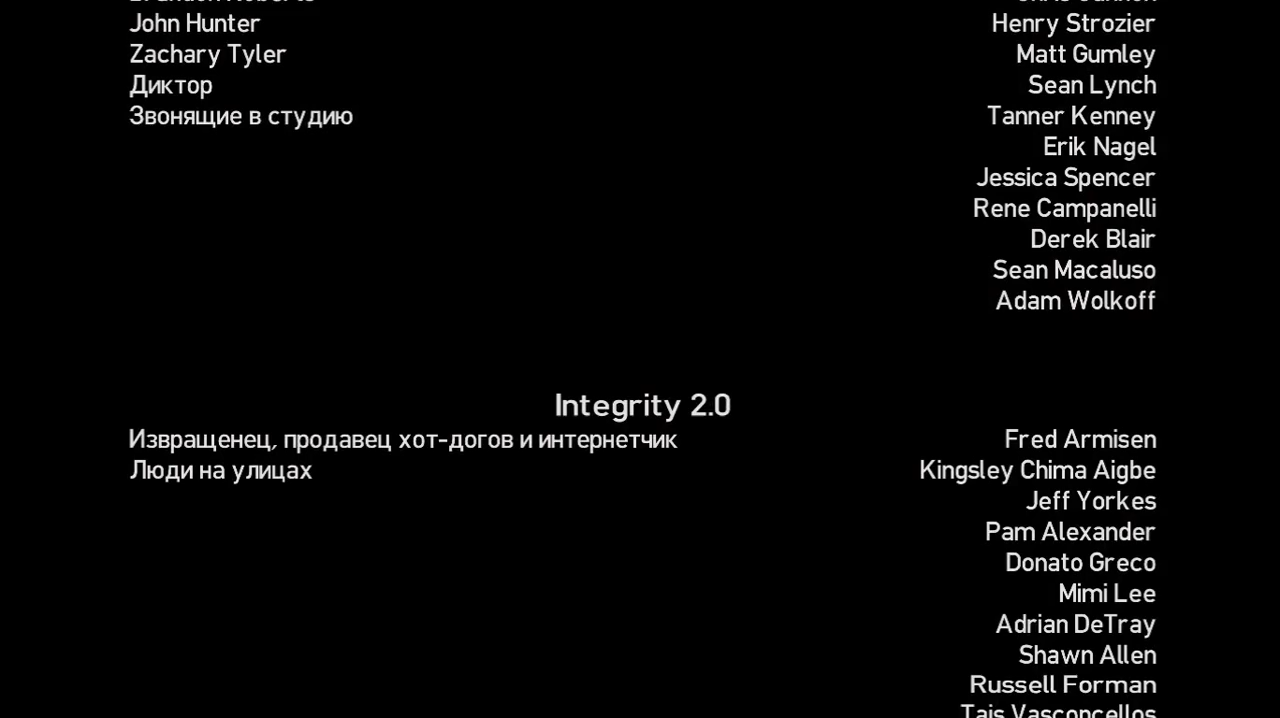 John Hunter Henry Strozier
Zachary Tyler Matt Gumley
Диктор Sean Lynch
Звонящие в студию Tanner Kenney
Erik Nagel
Jessica Spencer
Rene Campanelli
Derek Blair
Sean Macaluso
Adam Wolkoff
Integrity 2.0
Извращенец, продавец хот-догов и интернетчик Fred Armisen
Люди на улицах Kingsley Chima Aigbe
Jeff Yorkes
Pam Alexander
Donato Greco
Mimi Lee
Adrian DeTray
Shawn Allen
Russell Forman
Tais Vasconcellos